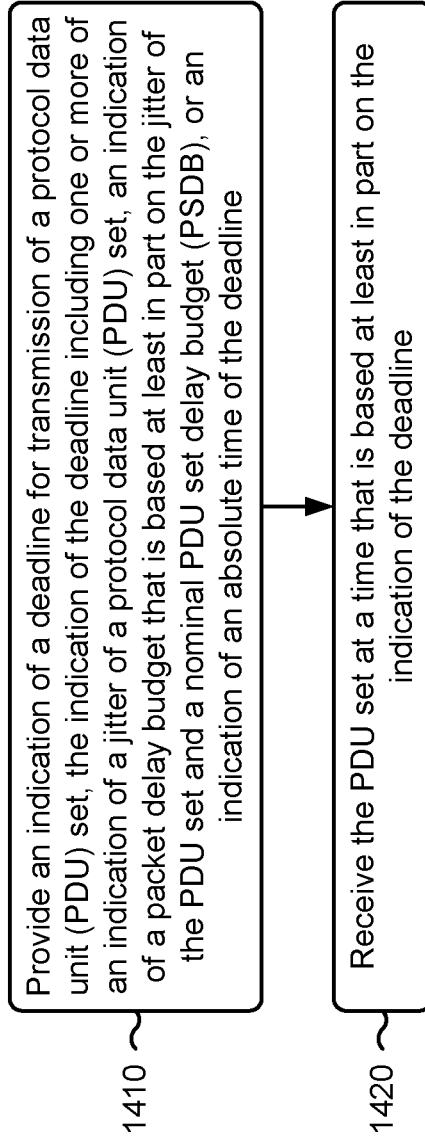 1410
Provide an indication of a deadline for transmission of a protocol data
unit (PDU) set, the indication of the deadline including one or more of
an indication of a jitter of a protocol data unit (PDU) set, an indication
of a packet delay budget that is based at least in part on the jitter of
the PDU set and a nominal PDU set delay budget (PSDB), or an
indication of an absolute time of the deadline
1420
Receive the PDU set at a time that is based at least in part on the
indication of the deadline